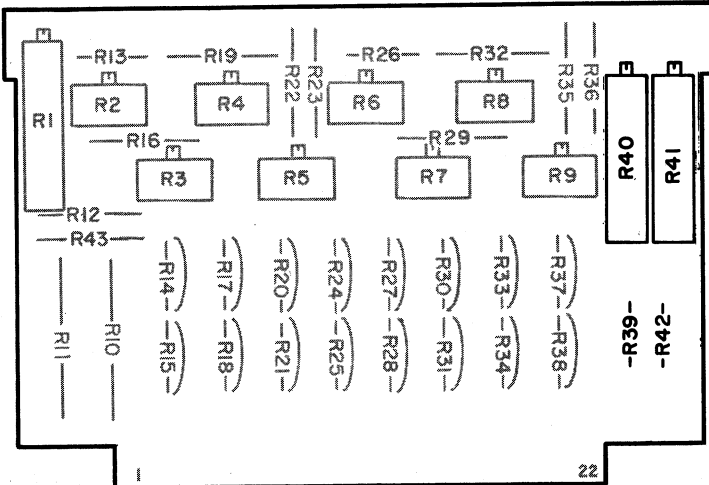 R13 R19 R26 R32
R1 R2 R4 R22 R23 R6 R8 R35 R36
R16 R29
R3 R5 R7 R9 R40 R41
R12
R43
R14 R17 R20 R24 R27 R30 R33 R37
R11 R10 R15 R18 R21 R25 R28 R31 R34 R38 -R39- -R42-
1 22